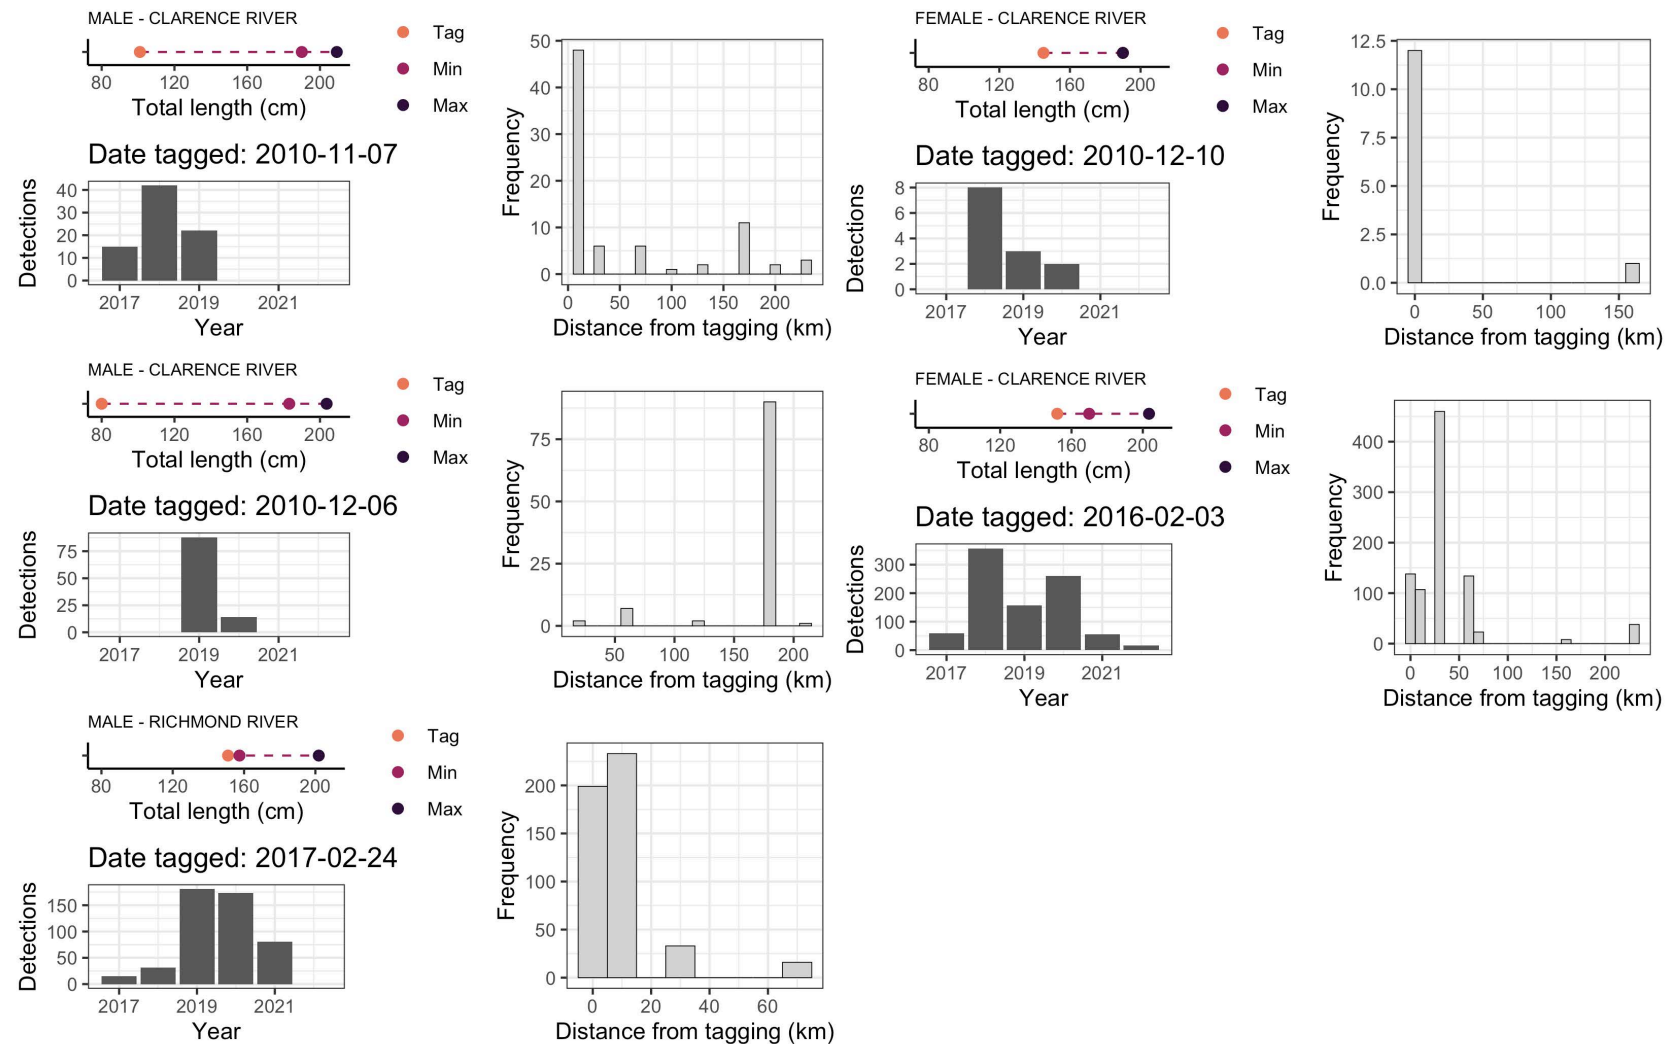 MALE - CLARENCE RIVER
Tag
Min
Max
80 120 160 200
Total length (cm)
Date tagged: 2010-11-07
Detections
40
30
20
10
0
2017 2019 2021
Year
Frequency
50
40
30
20
10
0
0 50 100 150 200
Distance from tagging (km)
FEMALE - CLARENCE RIVER
Tag
Min
Max
80 120 160 200
Total length (cm)
Date tagged: 2010-12-10
Detections
8
6
4
2
0
2017 2019 2021
Year
Frequency
12.5
10.0
7.5
5.0
2.5
0.0
0 50 100 150
Distance from tagging (km)
MALE - CLARENCE RIVER
Tag
Min
Max
80 120 160 200
Total length (cm)
Date tagged: 2010-12-06
Detections
75
50
25
0
2017 2019 2021
Year
Frequency
75
50
25
0
50 100 150 200
Distance from tagging (km)
FEMALE - CLARENCE RIVER
Tag
Min
Max
80 120 160 200
Total length (cm)
Date tagged: 2016-02-03
Detections
300
200
100
0
2017 2019 2021
Year
Frequency
400
300
200
100
0
0 50 100 150 200
Distance from tagging (km)
MALE - RICHMOND RIVER
Tag
Min
Max
80 120 160 200
Total length (cm)
Date tagged: 2017-02-24
Detections
150
100
50
0
2017 2019 2021
Year
Frequency
200
150
100
50
0
0 20 40 60
Distance from tagging (km)